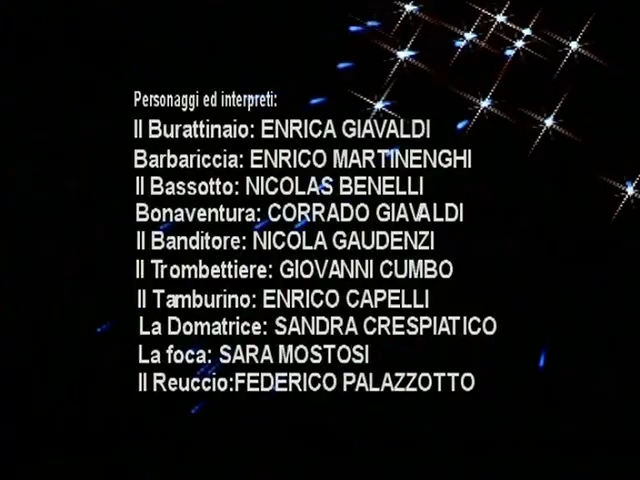 Personaggi ed interpreti:
Il Burattinaio: ENRICA GIAVALDI
Barbariccia: ENRICO MARTINENGHI
Il Bassotto: NICOLAS BENELLI
Bonaventura: CORRADO GIAVALDI
Il Banditore: NICOLA GAUDENZI
Il Trombettiere: GIOVANNI CUMBO
Il Tamburino: ENRICO CAPELLI
La Domatrice: SANDRA CRESPIATICO
La foca: SARA MOSTOSI
Il Reuccio:FEDERICO PALAZZOTTO